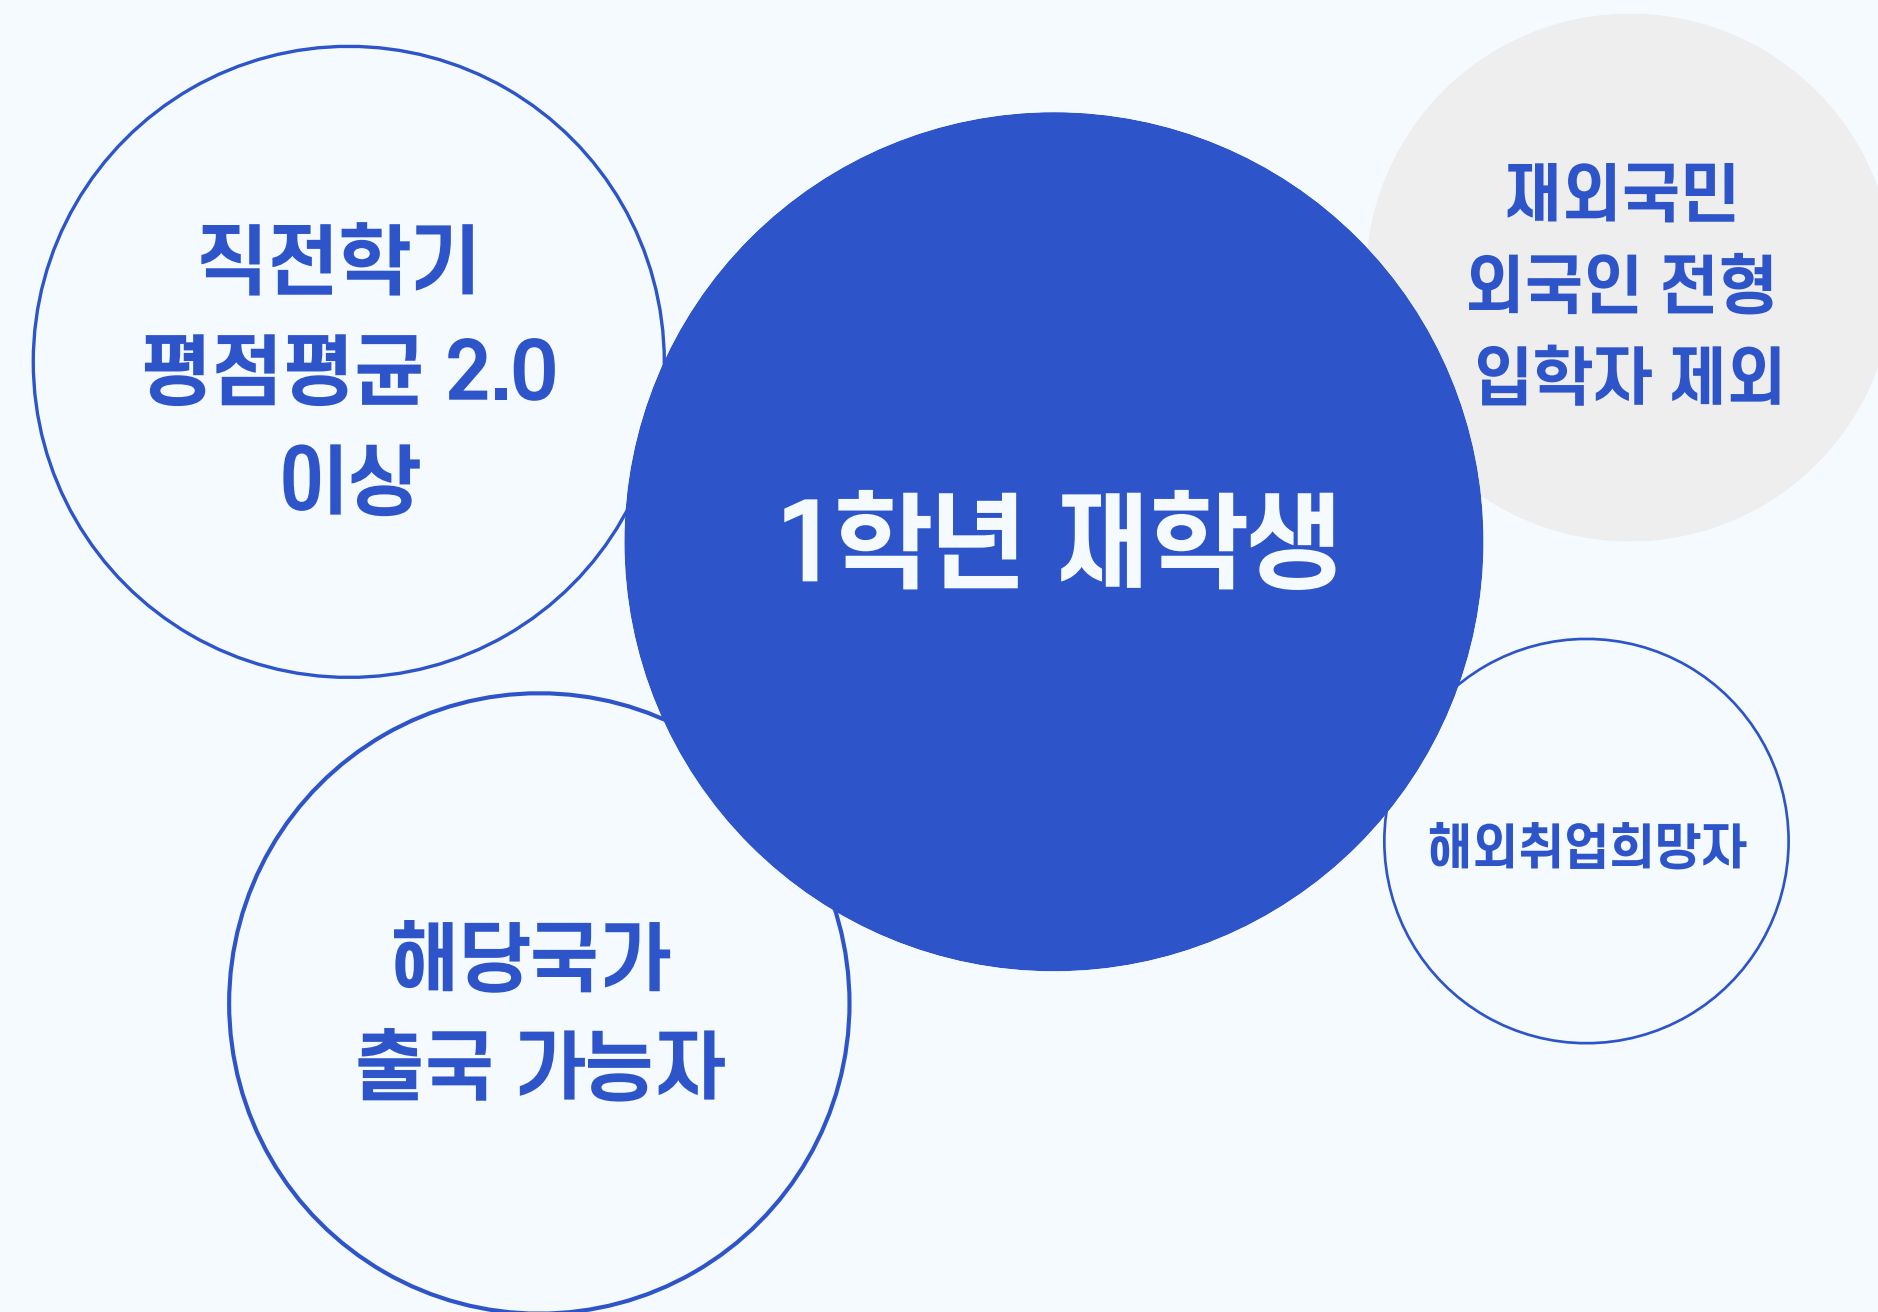 직전학기
평점평균 2.0
이상
1학년 재학생
재외국민
외국인 전형
입학자 제외
해당국가
출국 가능자
해외취업희망자